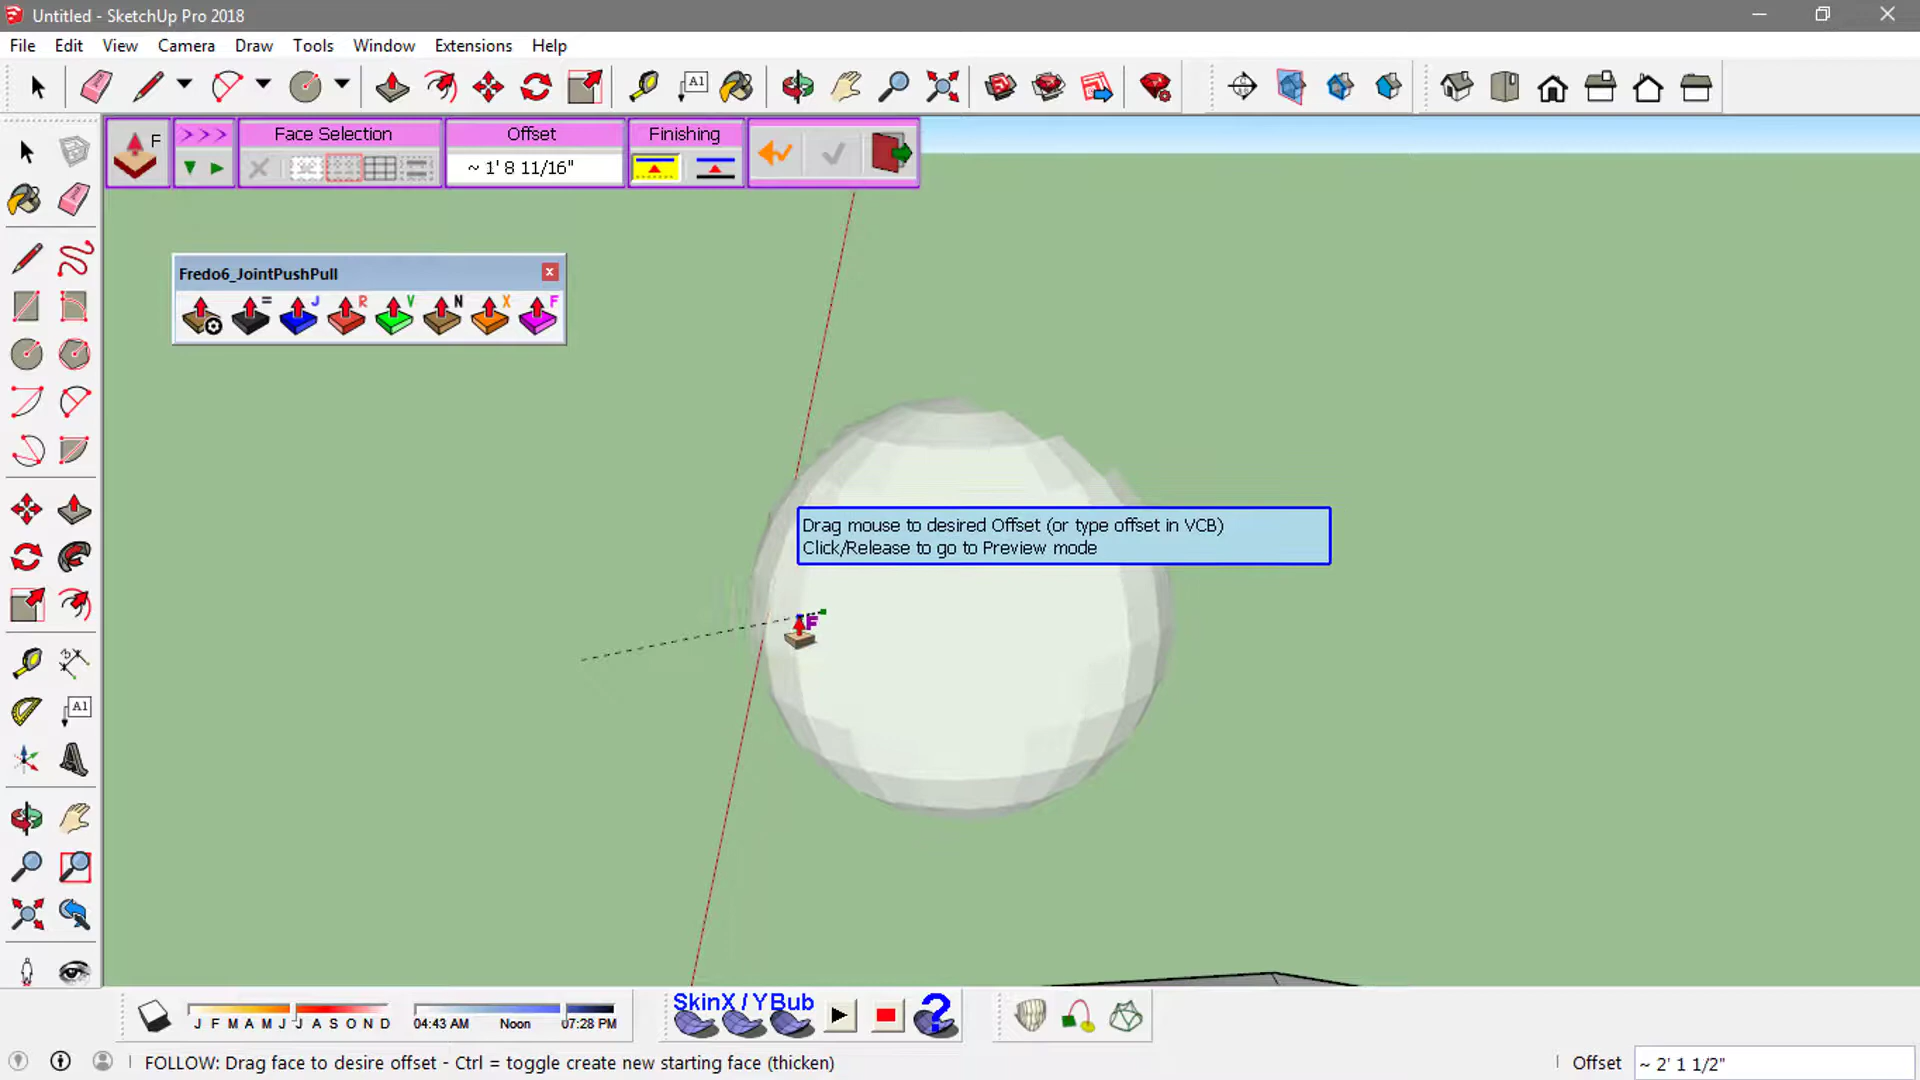 Untitled - SketchUp Pro 2018
File Edit View Camera Draw Tools Window Extensions Help
A1
F >>> Face Selection Offset Finishing
~ 1' 8 11/16"
Fredo6_JointPushPull x
= J R V N X F
Drag mouse to desired Offset (or type offset in VCB)
Click/Release to go to Preview mode
F
A1
SkinX / YBub
J F M A M J J A S O N D 04:43 AM Noon 07:28 PM
FOLLOW: Drag face to desire offset - Ctrl = toggle create new starting face (thicken) Offset ~ 2' 1 1/2"